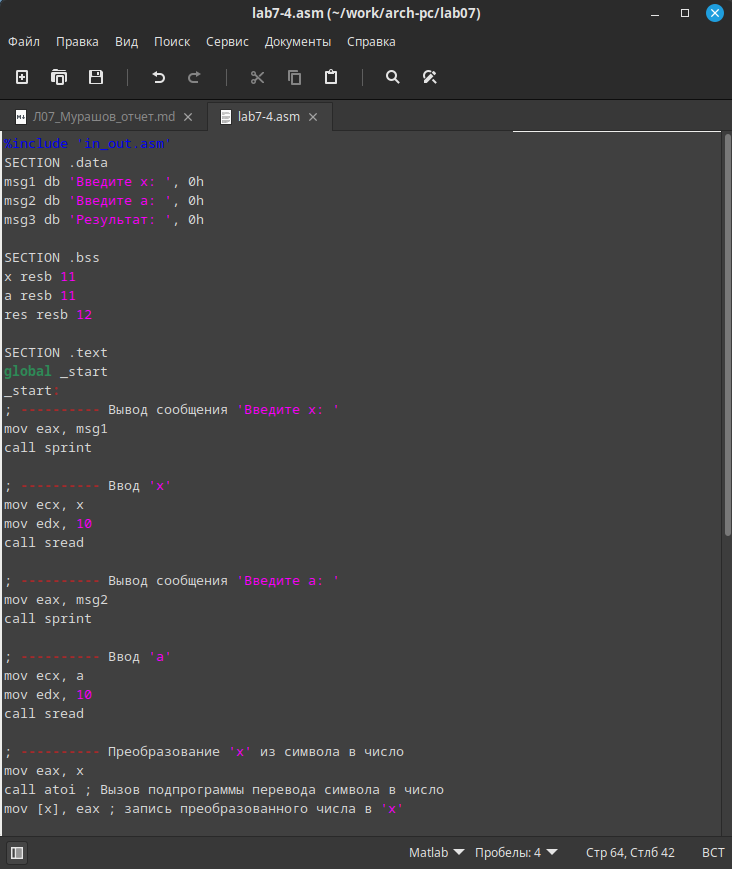 lab7-4.asm (~/work/arch-pc/lab07)
Файл Правка Вид Поиск Сервис Документы Справка
Л07_Мурашов_отчет.md lab7-4.asm
%include 'in_out.asm'
SECTION .data
msg1 db 'Введите x: ', 0h
msg2 db 'Введите a: ', 0h
msg3 db 'Результат: ', 0h
SECTION .bss
x resb 11
a resb 11
res resb 12
SECTION .text
global _start
_start:
; ---------- Вывод сообщения 'Введите x: '
mov eax, msg1
call sprint
; ---------- Ввод 'x'
mov ecx, x
mov edx, 10
call sread
; ---------- Вывод сообщения 'Введите a: '
mov eax, msg2
call sprint
; ---------- Ввод 'a'
mov ecx, a
mov edx, 10
call sread
; ---------- Преобразование 'x' из символа в число
mov eax, x
call atoi ; Вызов подпрограммы перевода символа в число
mov [x], eax ; запись преобразованного числа в 'x'
Matlab Пробелы: 4 Стр 64, Стлб 42 ВСТ